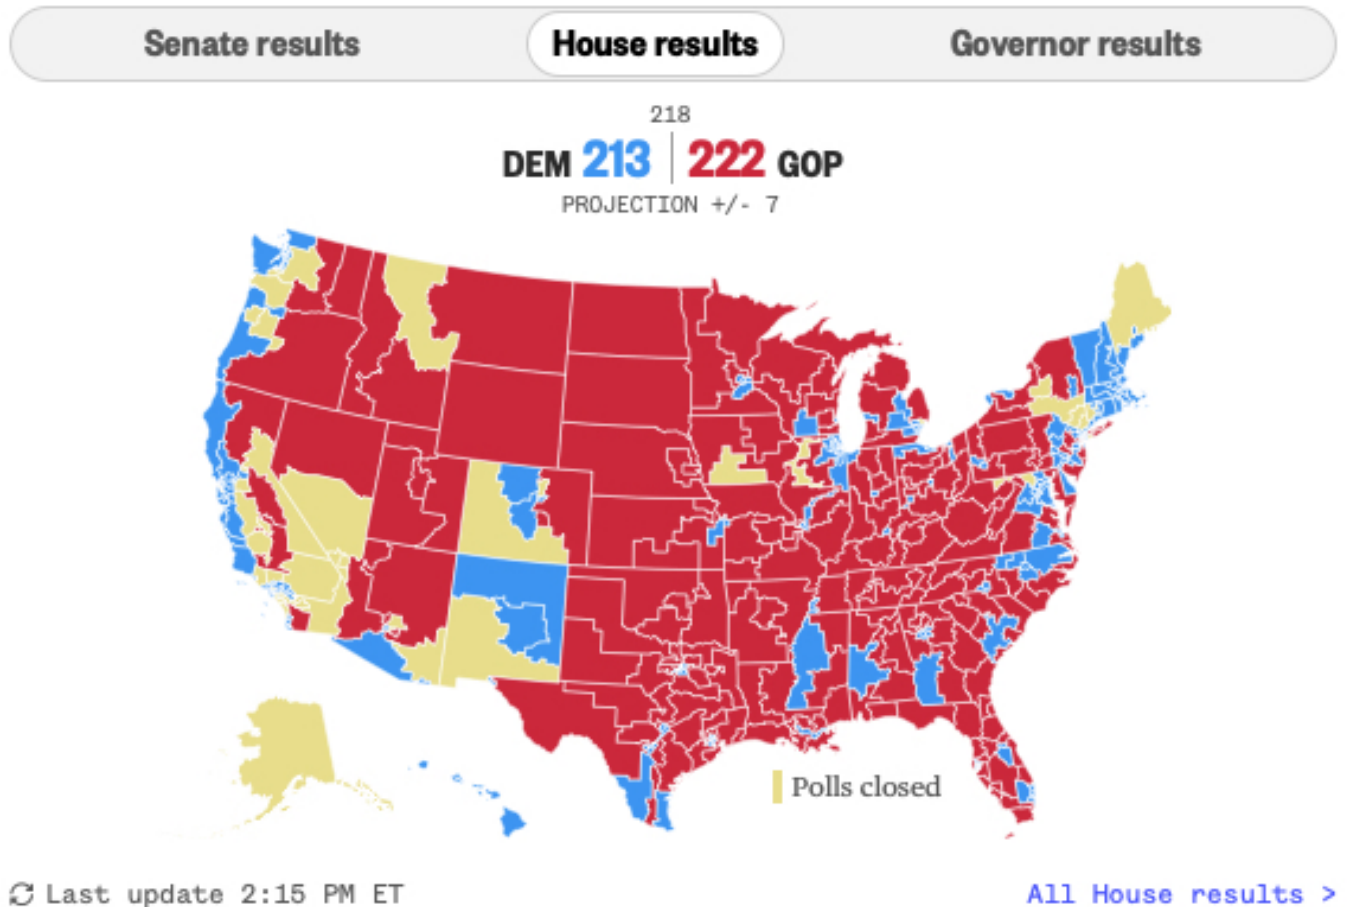 Senate results
House results
Governor results
218
DEM 213 222 GOP
PROJECTION +/- 7
Polls closed
Last update 2:15 PM ET
All House results >